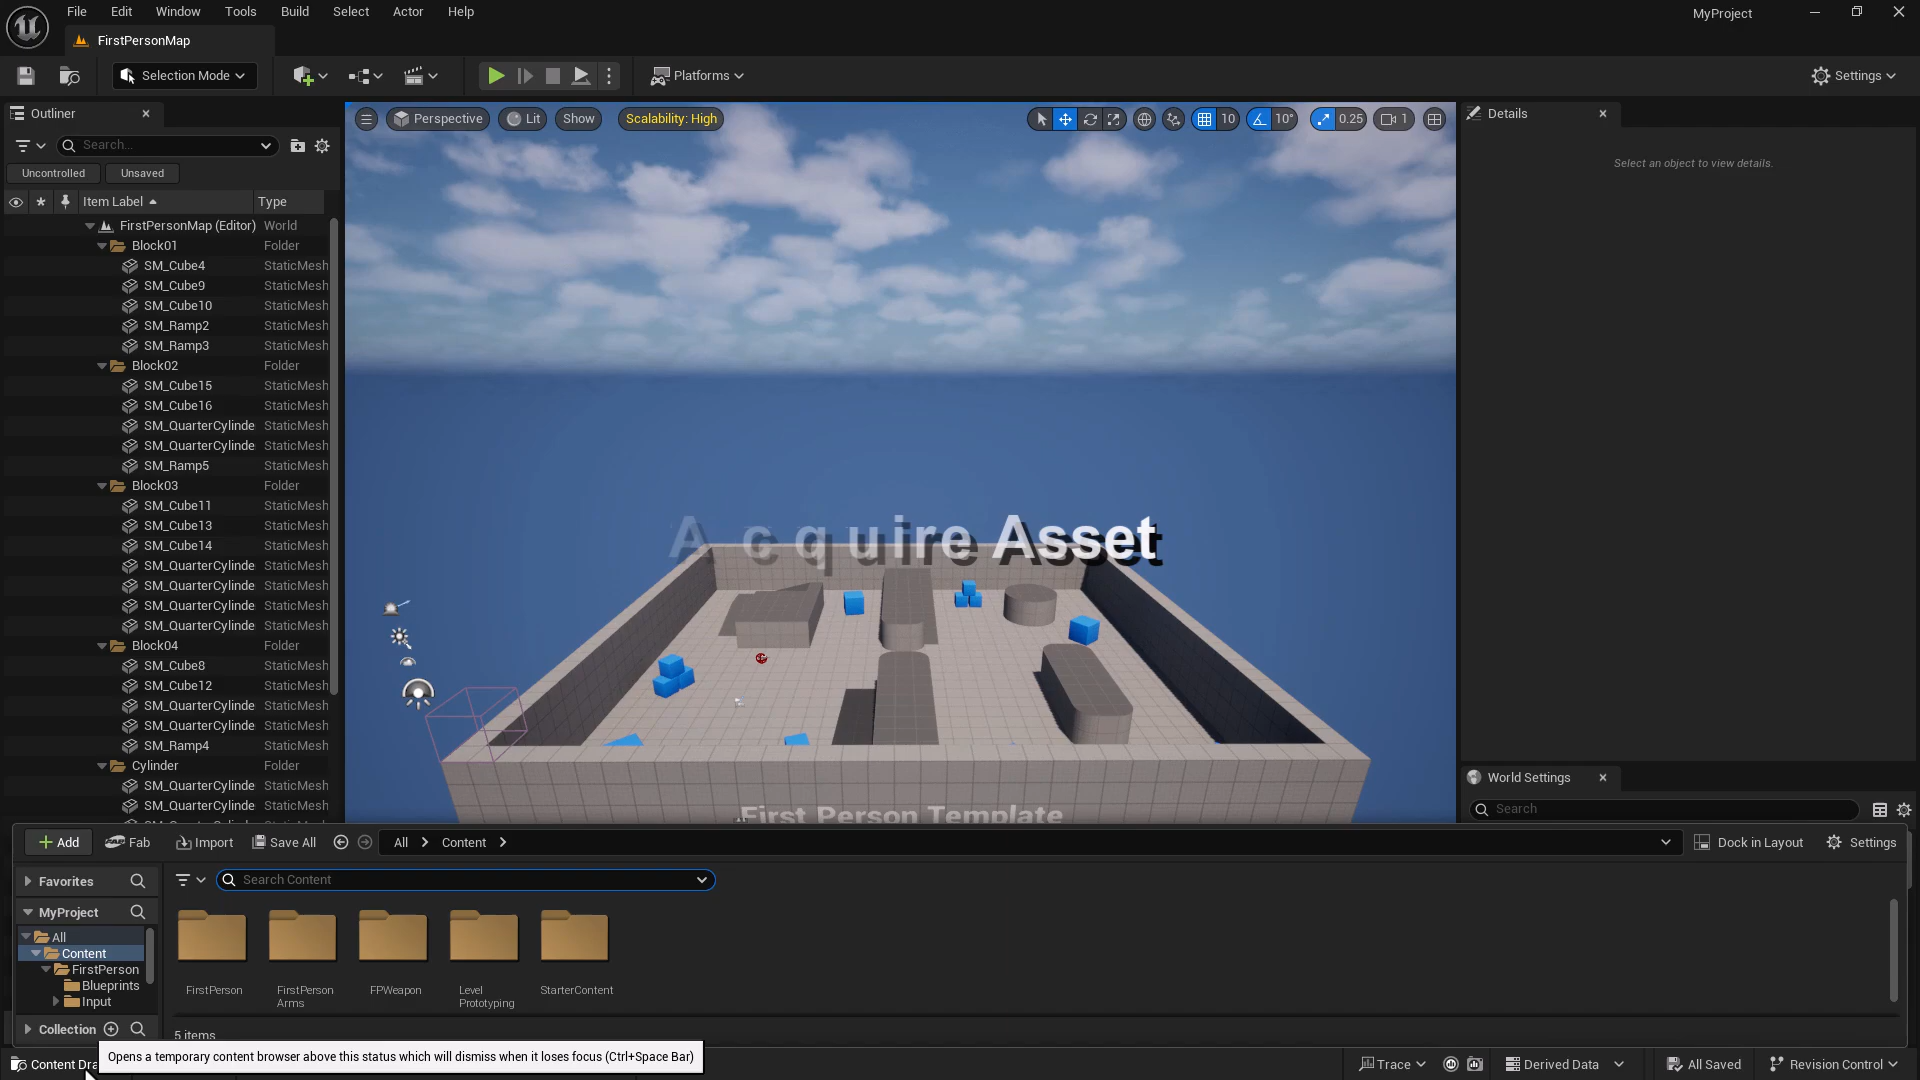 File Edit Window Tools Build Select Actor Help
MyProject
FirstPersonMap
Selection Mode
Platforms
Settings
Outliner
Search...
Uncontrolled Unsaved
Item Label Type
FirstPersonMap (Editor) World
Block01 Folder
SM_Cube4 StaticMesh
SM_Cube9 StaticMesh
SM_Cube10 StaticMesh
SM_Ramp2 StaticMesh
SM_Ramp3 StaticMesh
Block02 Folder
SM_Cube15 StaticMesh
SM_Cube16 StaticMesh
SM_QuarterCylinde StaticMesh
SM_QuarterCylinde StaticMesh
SM_Ramp5 StaticMesh
Block03 Folder
SM_Cube11 StaticMesh
SM_Cube13 StaticMesh
SM_Cube14 StaticMesh
SM_QuarterCylinde StaticMesh
SM_QuarterCylinde StaticMesh
SM_QuarterCylinde StaticMesh
SM_QuarterCylinde StaticMesh
Block04 Folder
SM_Cube8 StaticMesh
SM_Cube12 StaticMesh
SM_QuarterCylinde StaticMesh
SM_QuarterCylinde StaticMesh
SM_Ramp4 StaticMesh
Cylinder Folder
SM_QuarterCylinde StaticMesh
SM_QuarterCylinde StaticMesh
Perspective Lit Show Scalability: High
10 10° 0.25 1
Acquire Asset
First Person Template
Details
Select an object to view details.
World Settings
Search
Add Fab Import Save All All Content Dock in Layout Settings
Favorites
Search Content
MyProject
All
Content
FirstPerson
Blueprints
Input
Collection
FirstPerson
FirstPerson
Arms
FPWeapon
Level
Prototyping
StarterContent
5 items
Opens a temporary content browser above this status which will dismiss when it loses focus (Ctrl+Space Bar)
Content Dra
Trace Derived Data All Saved Revision Control